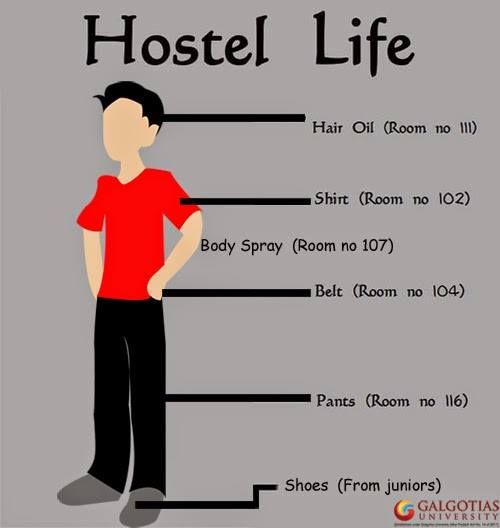 Hostel Life
Hair Oil (Room no 111)
Shirt (Room no 102)
Body Spray (Room no 107)
Belt (Room no 104)
Pants (Room no 116)
Shoes (From juniors)
GALGOTIAS
UNIVERSITY